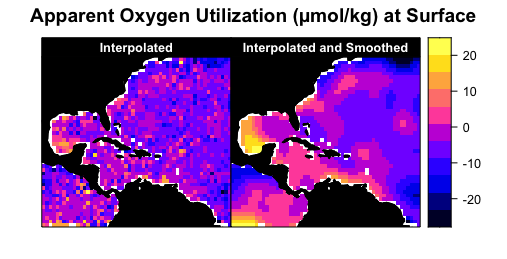 Apparent Oxygen Utilization (µmol/kg) at Surface
Interpolated
Interpolated and Smoothed
20
10
0
-10
-20